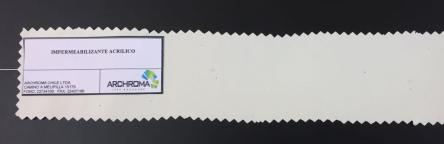 IMPERMEABILIZANTE ACRILICO
ARCHROMA CHILE LTDA.
CAMINO A MELIPILLA 15170
ARCHROMA